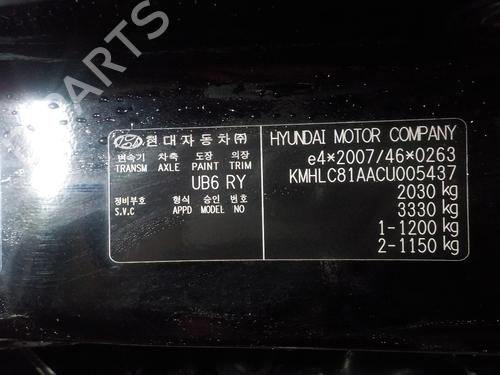 PARTS
현대자동차㈜
변속기 차축 도장 의장
TRANSM AXLE PAINT TRIM
UB6 RY
정비부호 형식 승인 번호
S.V.C APPD MODEL NO
HYUNDAI MOTOR COMPANY
e4*2007/46*0263
KMHLC81AACU005437
2030 kg
3330 kg
1-1200 kg
2-1150 kg